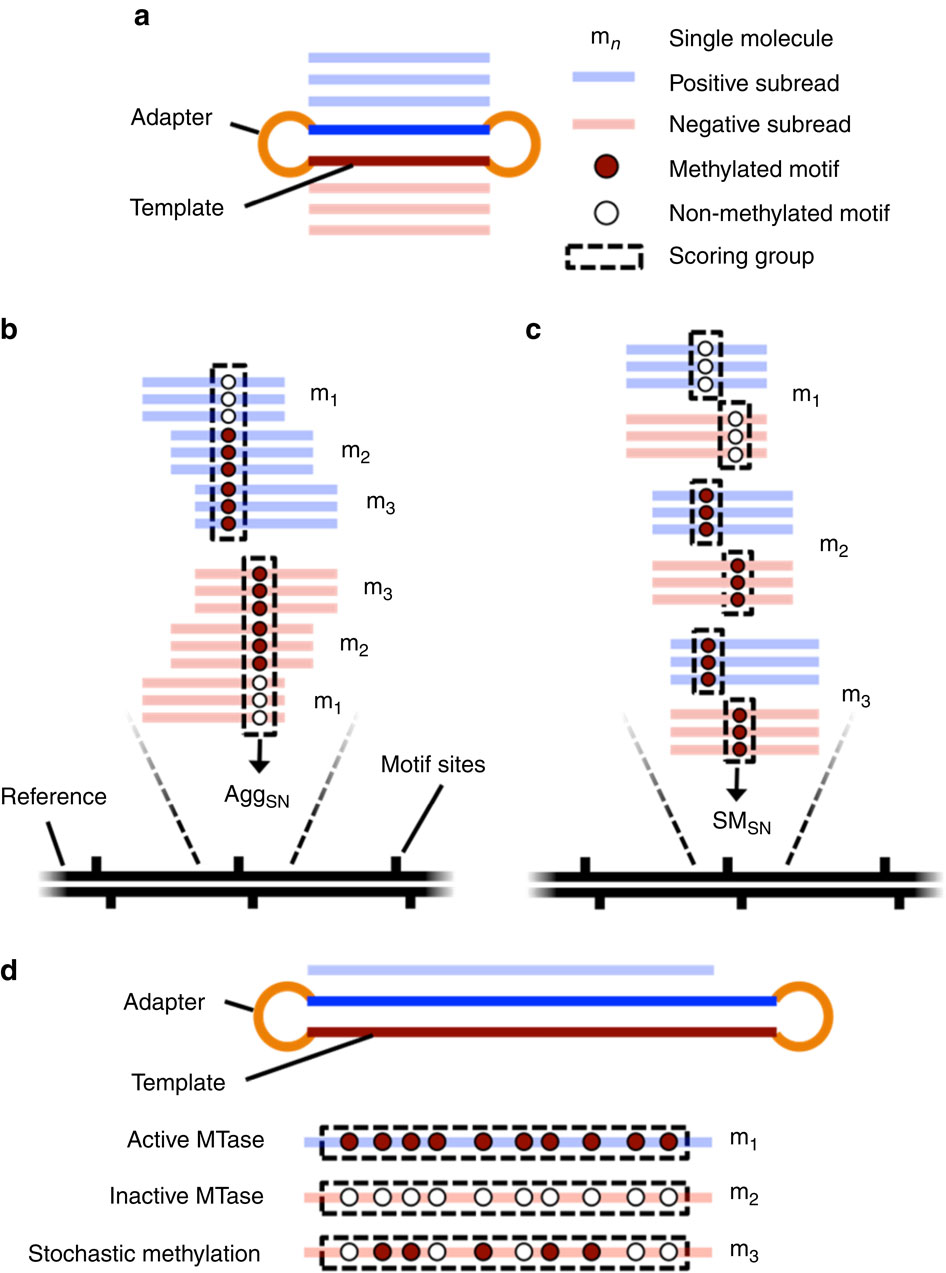 a
m_n Single molecule
Positive subread
Adapter
Negative subread
Methylated motif
Template
Non-methylated motif
Scoring group
b
m1
m2
m3
m3
m2
m1
AggSN
Motif sites
Reference
c
m1
m2
m3
SMSN
d
Adapter
Template
Active MTase m1
Inactive MTase m2
Stochastic methylation m3